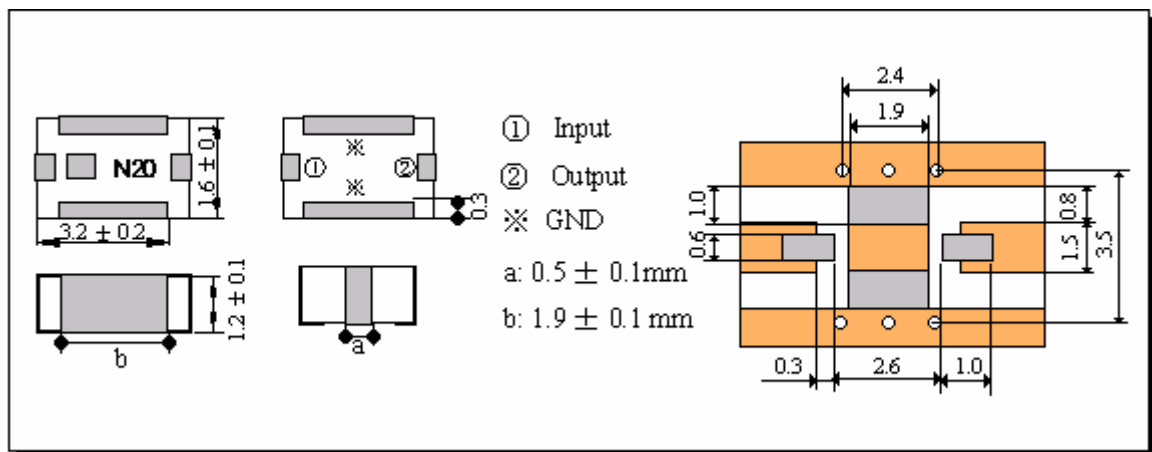 N20
1.6 ± 0.1
3.2 ± 0.2
① ②
※
※
0.3
① Input
② Output
※ GND
a: 0.5 ± 0.1mm
b: 1.9 ± 0.1 mm
1.2 ± 0.1
b
a
2.4
1.9
1.0
0.6
0.8
1.5
3.5
0.3 2.6 1.0